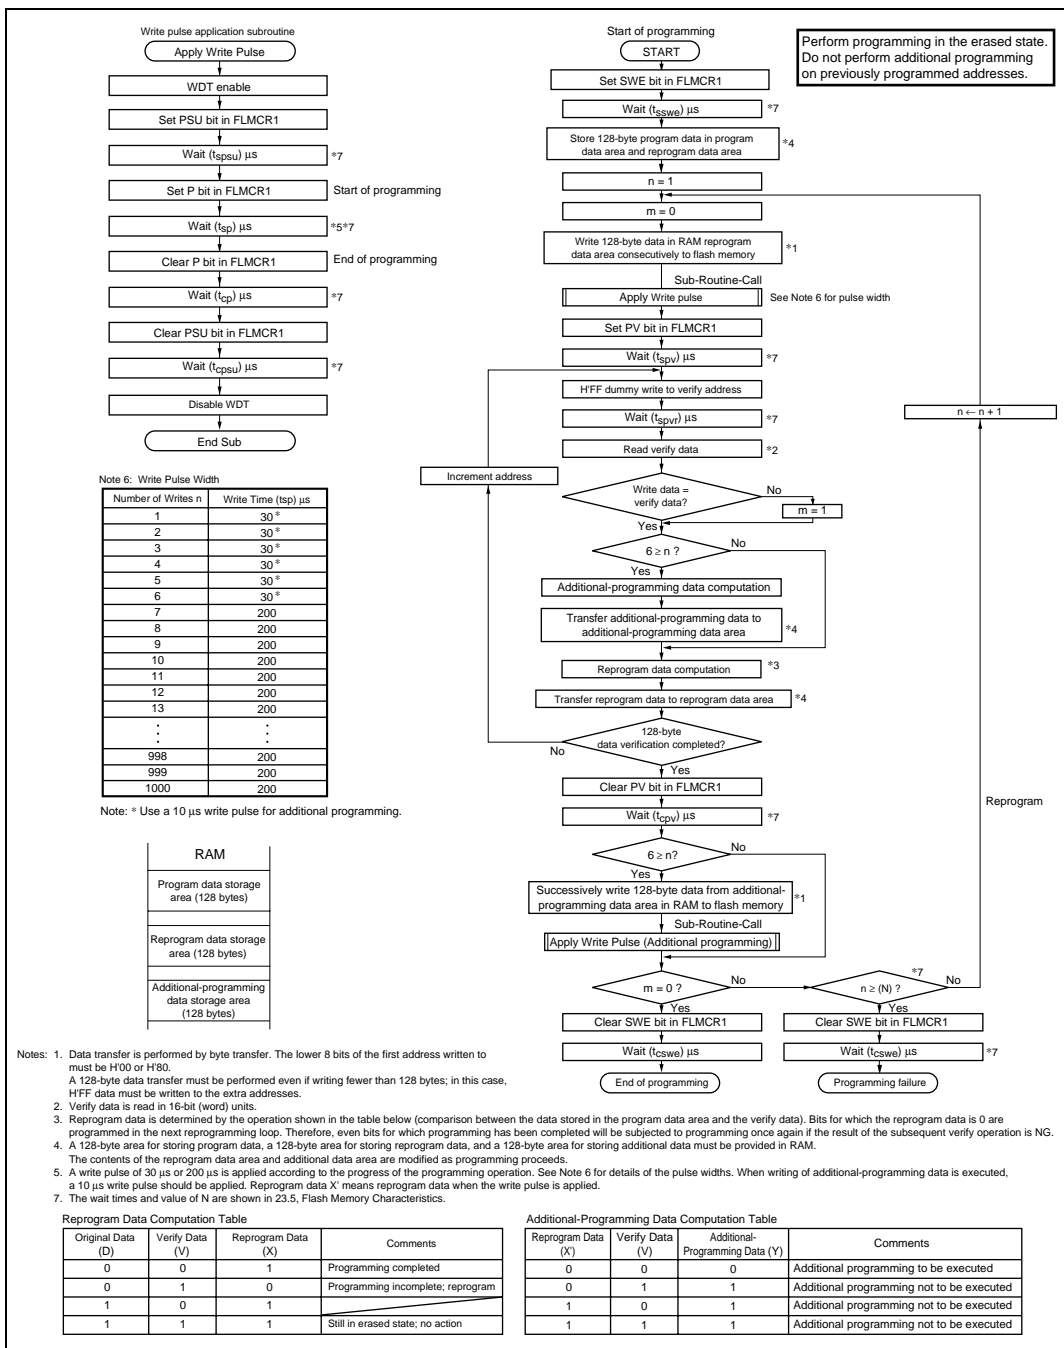 Write pulse application subroutine
Apply Write Pulse
WDT enable
Set PSU bit in FLMCR1
Wait (tspsu) μs *7
Set P bit in FLMCR1 Start of programming
Wait (tsp) μs *5*7
Clear P bit in FLMCR1 End of programming
Wait (tcp) μs *7
Clear PSU bit in FLMCR1
Wait (tcpsu) μs *7
Disable WDT
End Sub
Note 6: Write Pulse Width
Number of Writes n Write Time (tsp) μs
1 30*
2 30*
3 30*
4 30*
5 30*
6 30*
7 200
8 200
9 200
10 200
11 200
12 200
13 200
998 200
999 200
1000 200
Note: * Use a 10 μs write pulse for additional programming.
RAM
Program data storage
area (128 bytes)
Reprogram data storage
area (128 bytes)
Additional-programming
data storage area
(128 bytes)
Start of programming
START
Perform programming in the erased state.
Do not perform additional programming
on previously programmed addresses.
Set SWE bit in FLMCR1
Wait (tsswe) μs *7
Store 128-byte program data in program
data area and reprogram data area *4
n = 1
m = 0
Write 128-byte data in RAM reprogram
data area consecutively to flash memory *1
Sub-Routine-Call
Apply Write pulse See Note 6 for pulse width
Set PV bit in FLMCR1
Wait (tspv) μs *7
H'FF dummy write to verify address
Wait (tspvr) μs *7
Read verify data *2
Increment address
n ← n + 1
Write data =
verify data?
No
m = 1
Yes
6 ≥ n ?
No
Yes
Additional-programming data computation
Transfer additional-programming data to
additional-programming data area *4
Reprogram data computation *3
Transfer reprogram data to reprogram data area *4
128-byte
data verification completed?
No
Yes
Clear PV bit in FLMCR1
Reprogram
Wait (tcpv) μs *7
6 ≥ n?
No
Yes
Successively write 128-byte data from additional-
programming data area in RAM to flash memory *1
Sub-Routine-Call
Apply Write Pulse (Additional programming)
m = 0 ?
No
*7
n ≥ (N) ?
No
Yes
Yes
Clear SWE bit in FLMCR1
Clear SWE bit in FLMCR1
Wait (tcswe) μs
Wait (tcswe) μs *7
End of programming
Programming failure
Notes: 1. Data transfer is performed by byte transfer. The lower 8 bits of the first address written to
must be H'00 or H'80.
A 128-byte data transfer must be performed even if writing fewer than 128 bytes; in this case,
H'FF data must be written to the extra addresses.
2. Verify data is read in 16-bit (word) units.
3. Reprogram data is determined by the operation shown in the table below (comparison between the data stored in the program data area and the verify data). Bits for which the reprogram data is 0 are
programmed in the next reprogramming loop. Therefore, even bits for which programming has been completed will be subjected to programming once again if the result of the subsequent verify operation is NG.
4. A 128-byte area for storing program data, a 128-byte area for storing reprogram data, and a 128-byte area for storing additional data must be provided in RAM.
The contents of the reprogram data area and additional data area are modified as programming proceeds.
5. A write pulse of 30 μs or 200 μs is applied according to the progress of the programming operation. See Note 6 for details of the pulse widths. When writing of additional-programming data is executed,
a 10 μs write pulse should be applied. Reprogram data X' means reprogram data when the write pulse is applied.
7. The wait times and value of N are shown in 23.5, Flash Memory Characteristics.
Reprogram Data Computation Table
Original Data (D) Verify Data (V) Reprogram Data (X) Comments
0 0 1 Programming completed
0 1 0 Programming incomplete; reprogram
1 0 1
1 1 1 Still in erased state; no action
Additional-Programming Data Computation Table
Reprogram Data (X') Verify Data (V) Additional-Programming Data (Y) Comments
0 0 0 Additional programming to be executed
0 1 1 Additional programming not to be executed
1 0 1 Additional programming not to be executed
1 1 1 Additional programming not to be executed